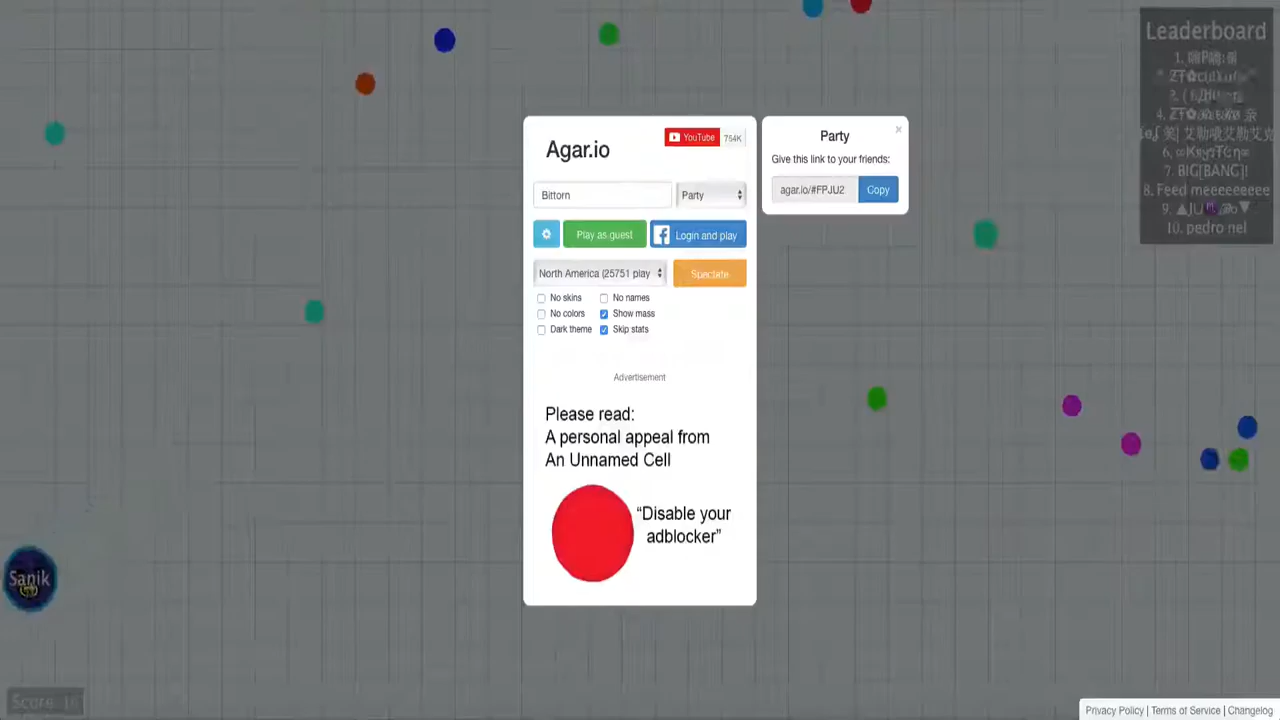 Leaderboard
7. BIG[BANG]!
8. Feed meeeeeeeee
10. pedro nel
YouTube 754K
Agar.io
Bittorn
Party
Play as guest
Login and play
North America (25751 play
Spectate
No skins
No names
No colors
Show mass
Dark theme
Skip stats
Advertisement
Please read:
A personal appeal from
An Unnamed Cell
“Disable your
adblocker”
Party
×
Give this link to your friends:
agar.io/#FPJU2
Copy
Sanik
Score: 16
Privacy Policy | Terms of Service | Changelog